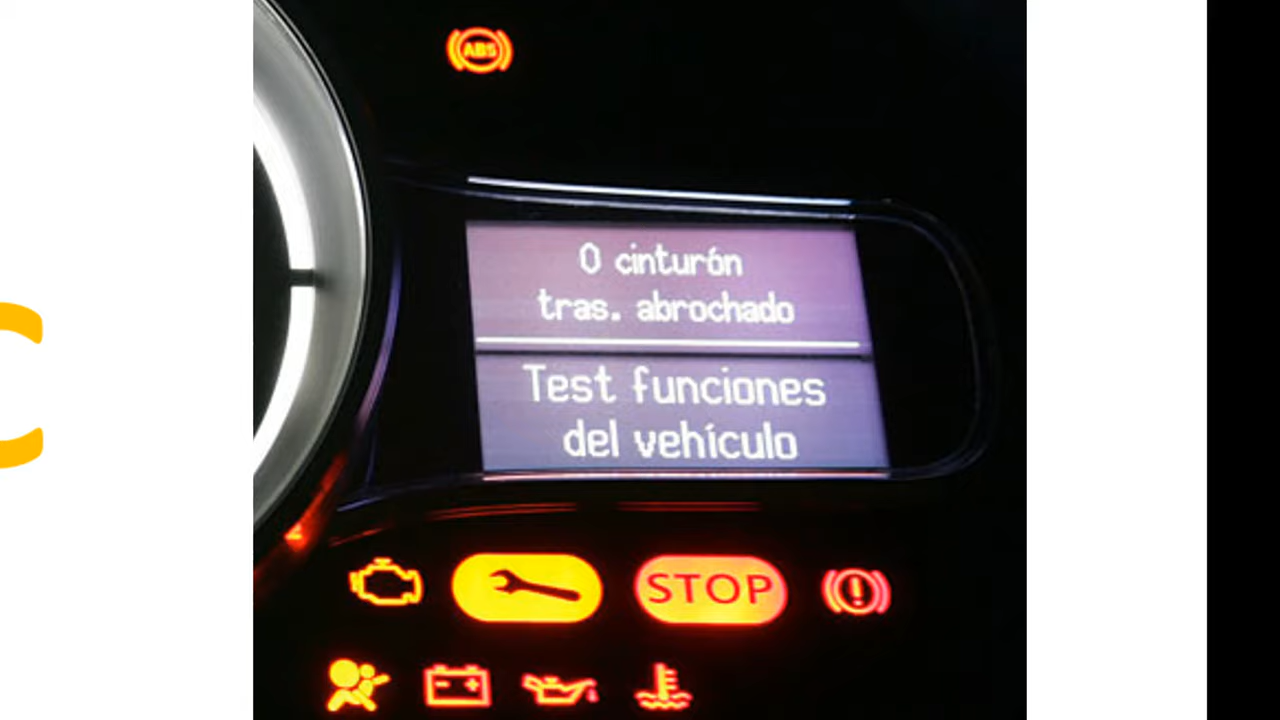 ABS
0 cinturón
tras. abrochado
Test funciones
del vehículo
STOP